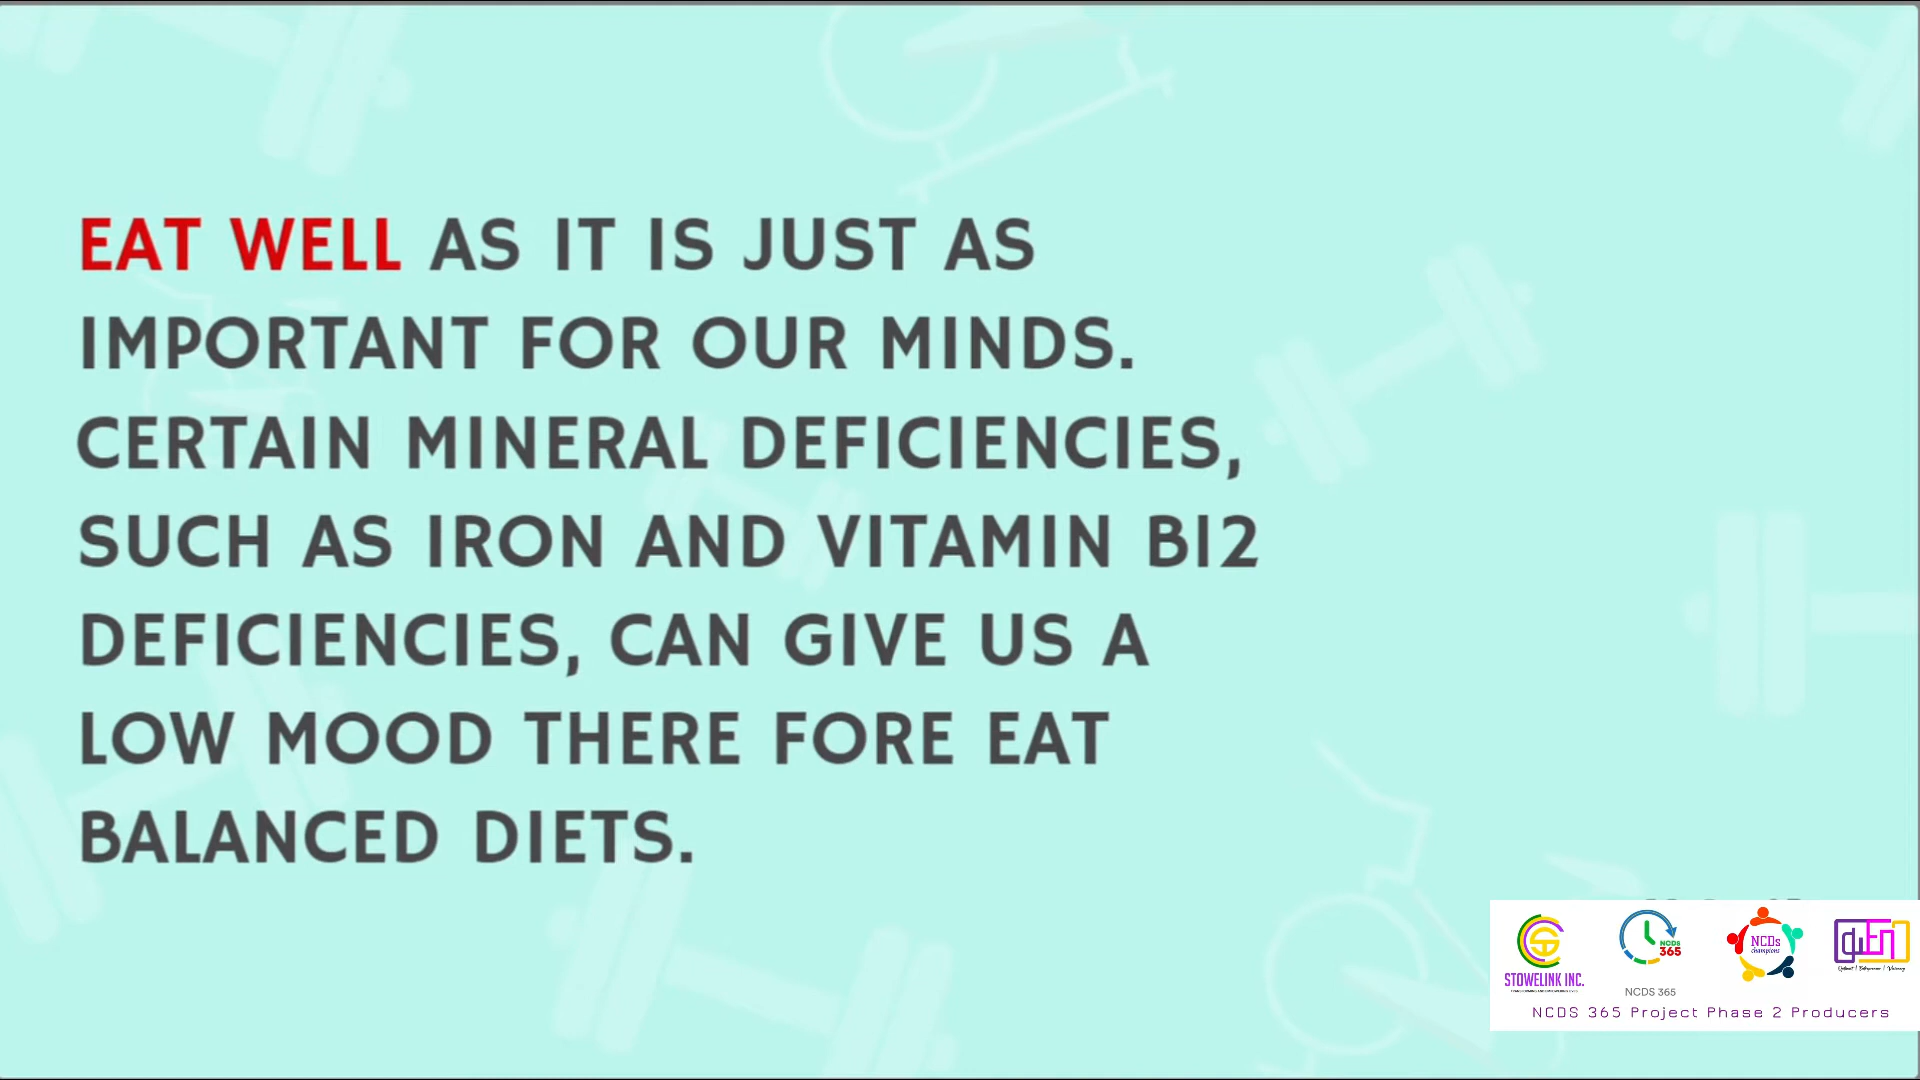 EAT WELL AS IT IS JUST AS
IMPORTANT FOR OUR MINDS.
CERTAIN MINERAL DEFICIENCIES,
SUCH AS IRON AND VITAMIN B12
DEFICIENCIES, CAN GIVE US A
LOW MOOD THERE FORE EAT
BALANCED DIETS.
STOWELINK INC.
NCDS
365
NCDS 365
NCDs
champions
NCDS 365 Project Phase 2 Producers